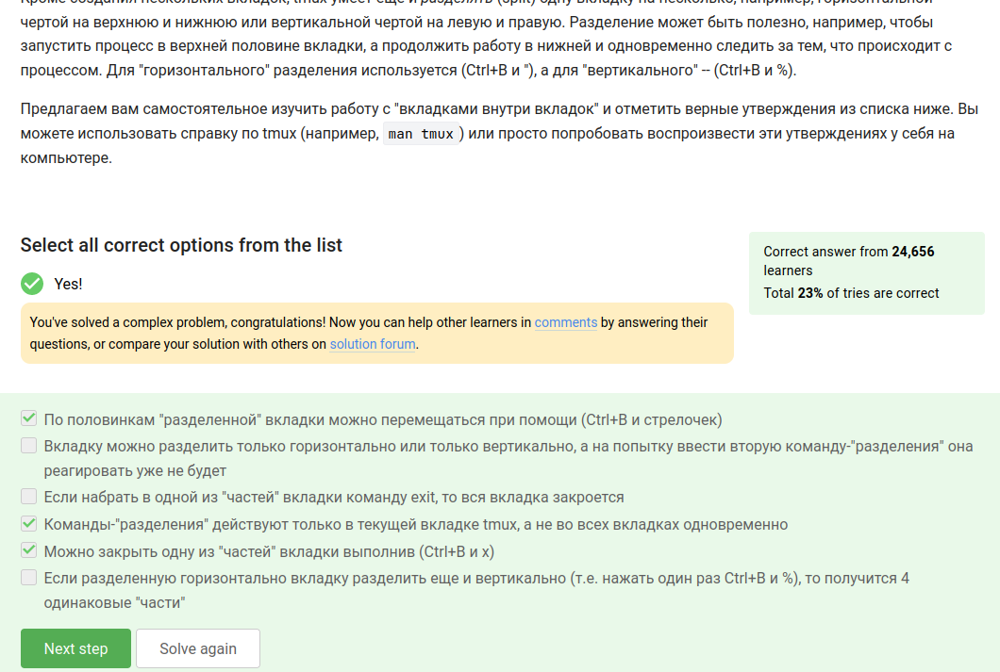 Кроме создания нескольких вкладок, tmux умеет еще и разделять (split) одну вкладку на несколько, например, горизонтальной
чертой на верхнюю и нижнюю или вертикальной чертой на левую и правую. Разделение может быть полезно, например, чтобы
запустить процесс в верхней половине вкладки, а продолжить работу в нижней и одновременно следить за тем, что происходит с
процессом. Для "горизонтального" разделения используется (Ctrl+B и "), а для "вертикального" -- (Ctrl+B и %).
Предлагаем вам самостоятельное изучить работу с "вкладками внутри вкладок" и отметить верные утверждения из списка ниже. Вы
можете использовать справку по tmux (например, man tmux ) или просто попробовать воспроизвести эти утверждениях у себя на
компьютере.
Select all correct options from the list
Yes!
You've solved a complex problem, congratulations! Now you can help other learners in comments by answering their
questions, or compare your solution with others on solution forum.
Correct answer from 24,656
learners
Total 23% of tries are correct
По половинкам "разделенной" вкладки можно перемещаться при помощи (Ctrl+B и стрелочек)
Вкладку можно разделить только горизонтально или только вертикально, а на попытку ввести вторую команду-"разделения" она
реагировать уже не будет
Если набрать в одной из "частей" вкладки команду exit, то вся вкладка закроется
Команды-"разделения" действуют только в текущей вкладке tmux, а не во всех вкладках одновременно
Можно закрыть одну из "частей" вкладки выполнив (Ctrl+B и x)
Если разделенную горизонтально вкладку разделить еще и вертикально (т.е. нажать один раз Ctrl+B и %), то получится 4
одинаковые "части"
Next step
Solve again